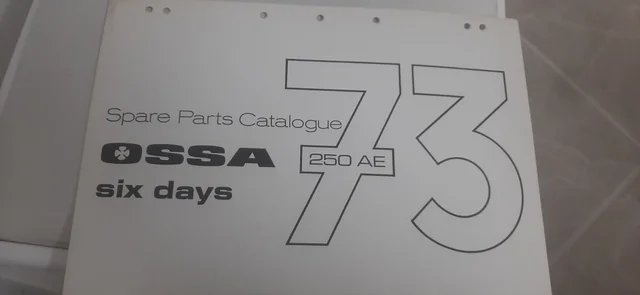 Spare Parts Catalogue
OSSA
six days
73
250 AE